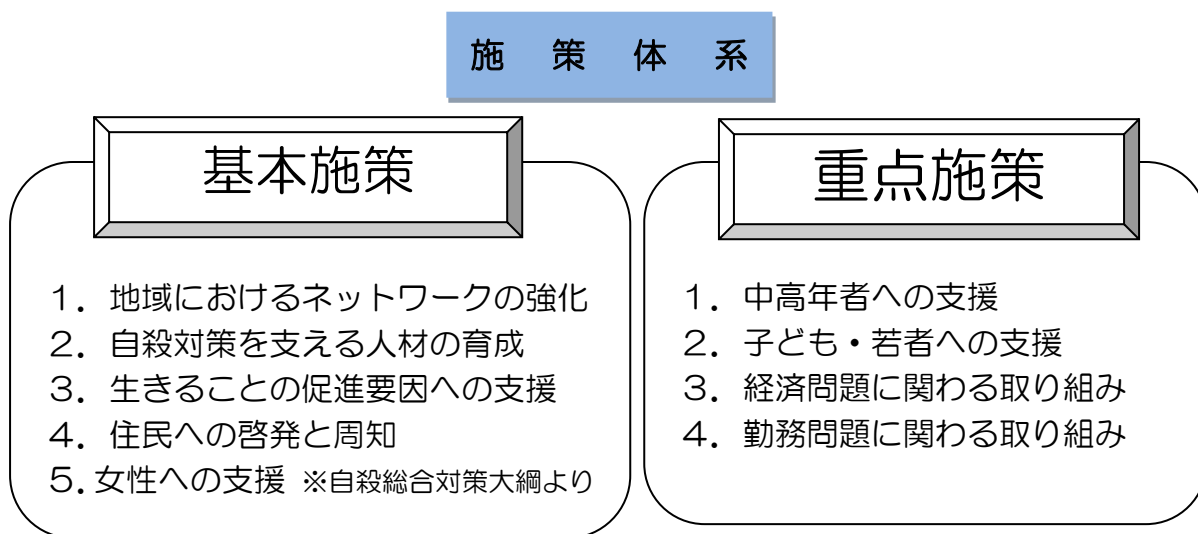 施 策 体 系
基本施策
1. 地域におけるネットワークの強化
2. 自殺対策を支える人材の育成
3. 生きることの促進要因への支援
4. 住民への啓発と周知
5. 女性への支援 ※自殺総合対策大綱より
重点施策
1. 中高年者への支援
2. 子ども・若者への支援
3. 経済問題に関わる取り組み
4. 勤務問題に関わる取り組み